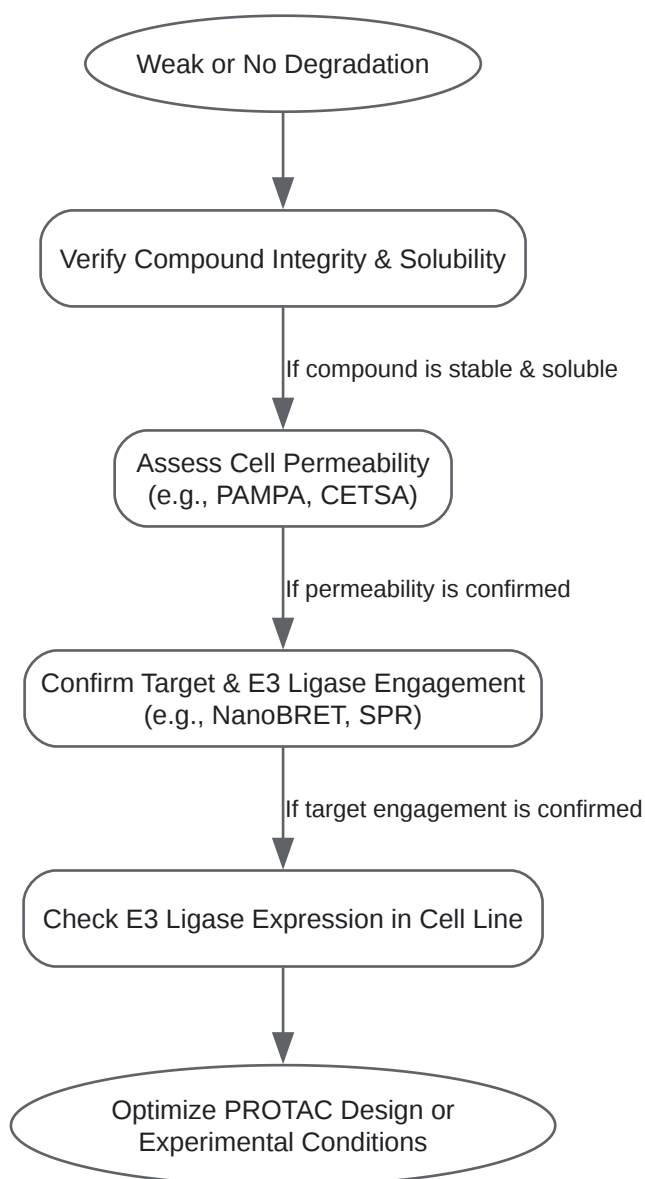 Weak or No Degradation
Verify Compound Integrity & Solubility
If compound is stable & soluble
Assess Cell Permeability
(e.g., PAMPA, CETSA)
If permeability is confirmed
Confirm Target & E3 Ligase Engagement
(e.g., NanoBRET, SPR)
If target engagement is confirmed
Check E3 Ligase Expression in Cell Line
Optimize PROTAC Design or
Experimental Conditions